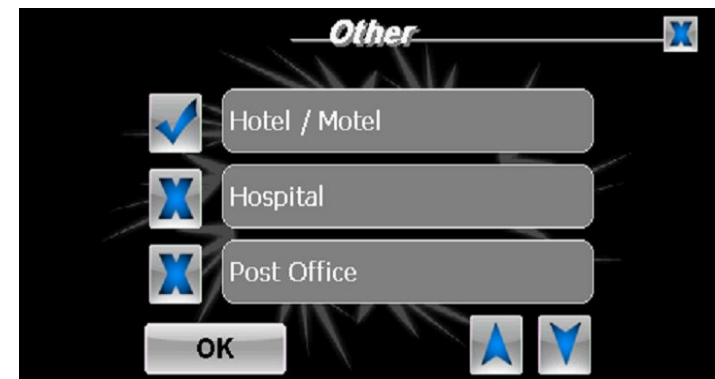 Other
Hotel / Motel
Hospital
Post Office
OK